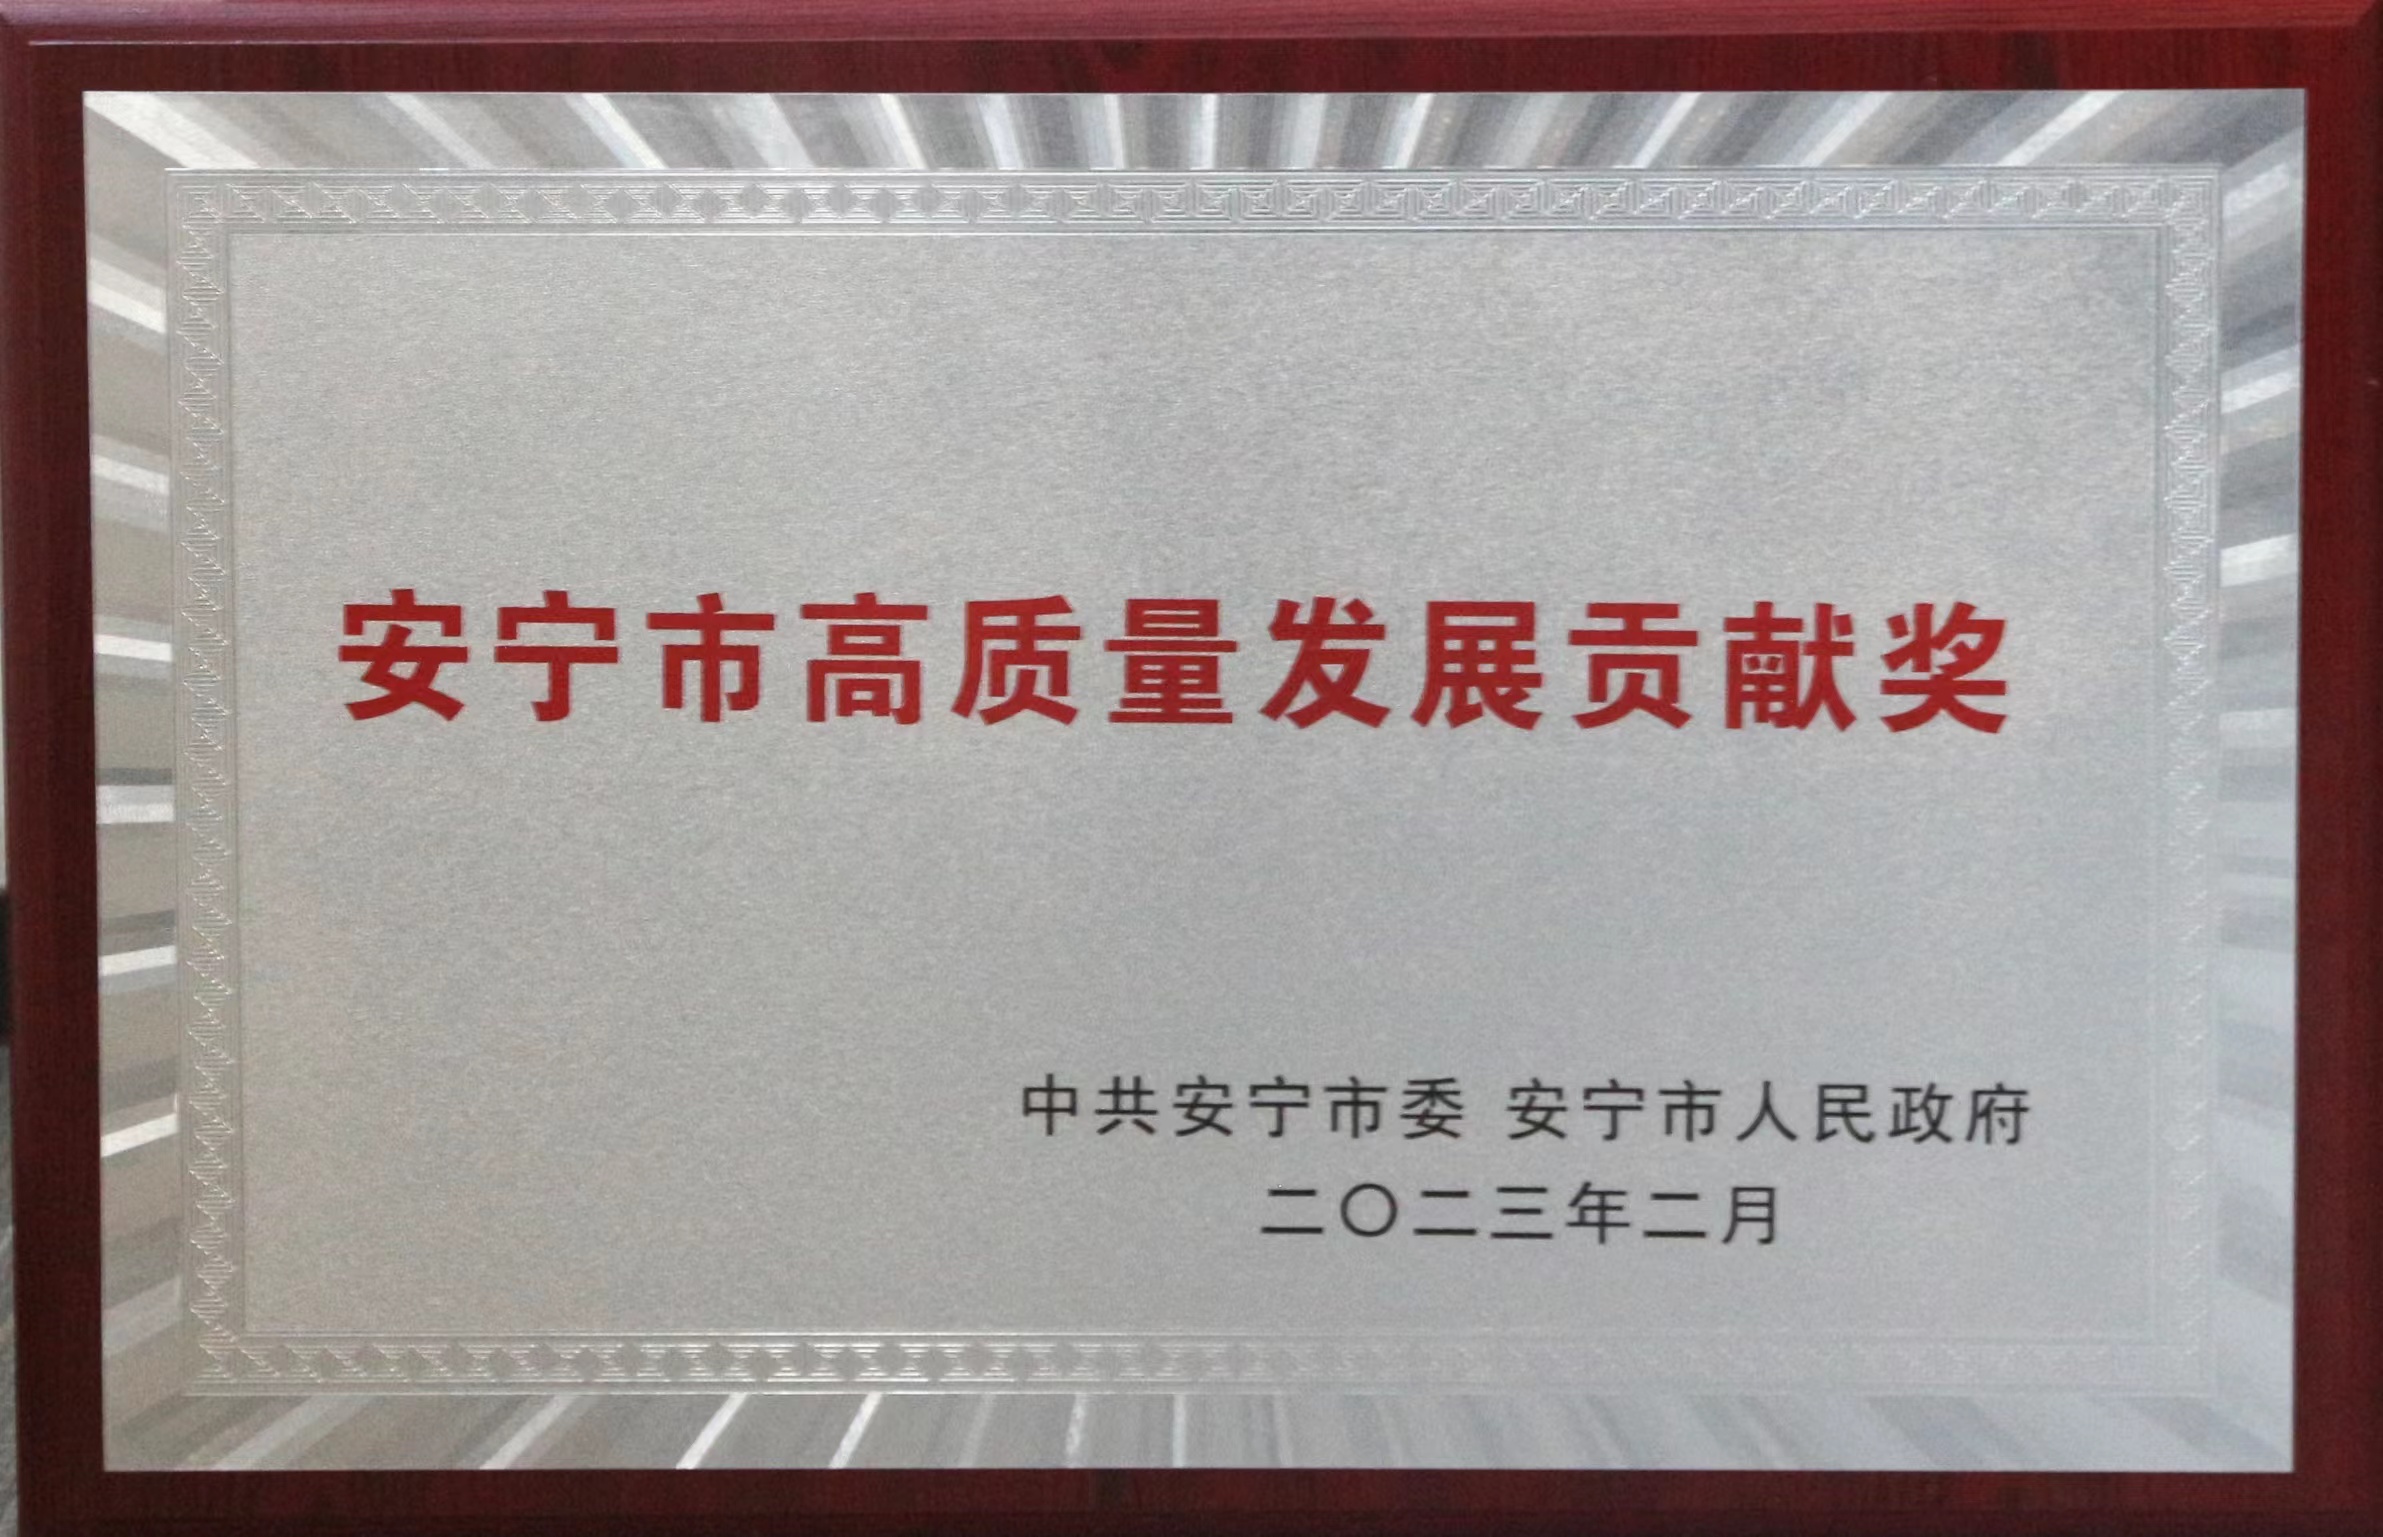 安宁市高质量发展贡献奖
中共安宁市委 安宁市人民政府
二〇二三年二月